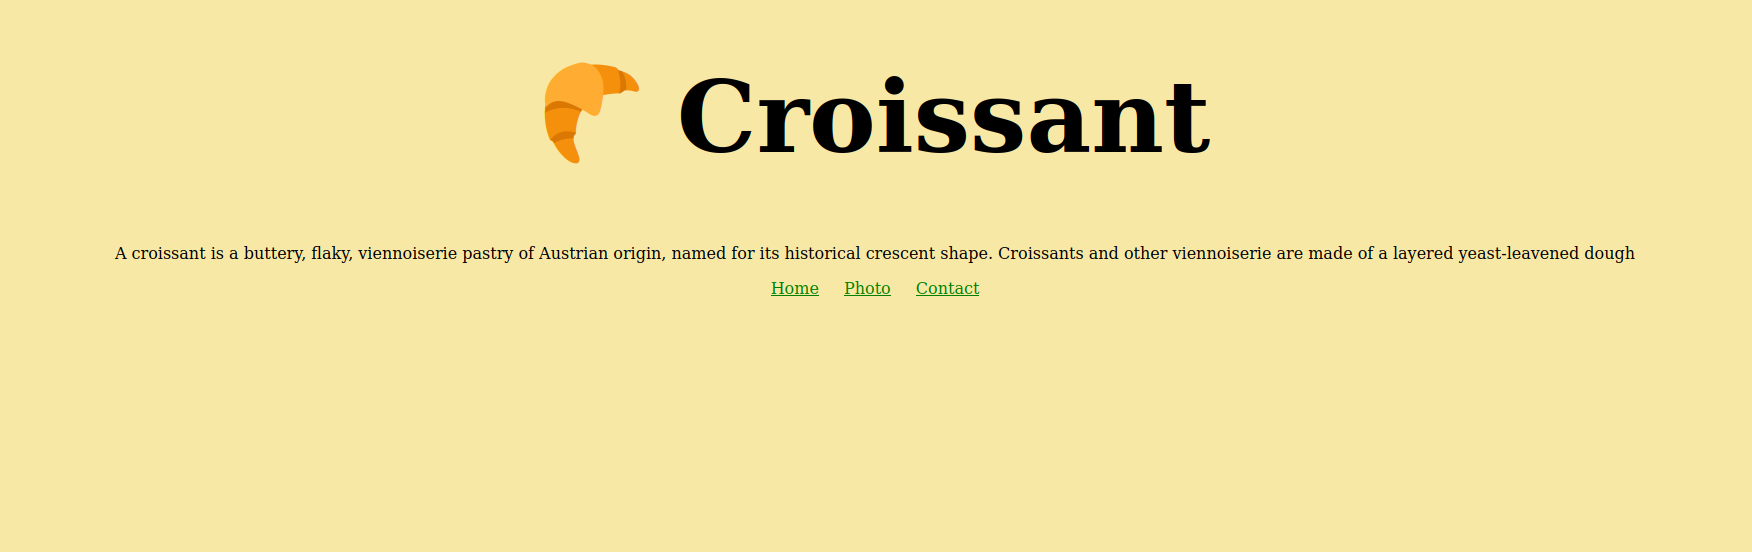 Croissant
A croissant is a buttery, flaky, viennoiserie pastry of Austrian origin, named for its historical crescent shape. Croissants and other viennoiserie are made of a layered yeast-leavened dough
Home Photo Contact